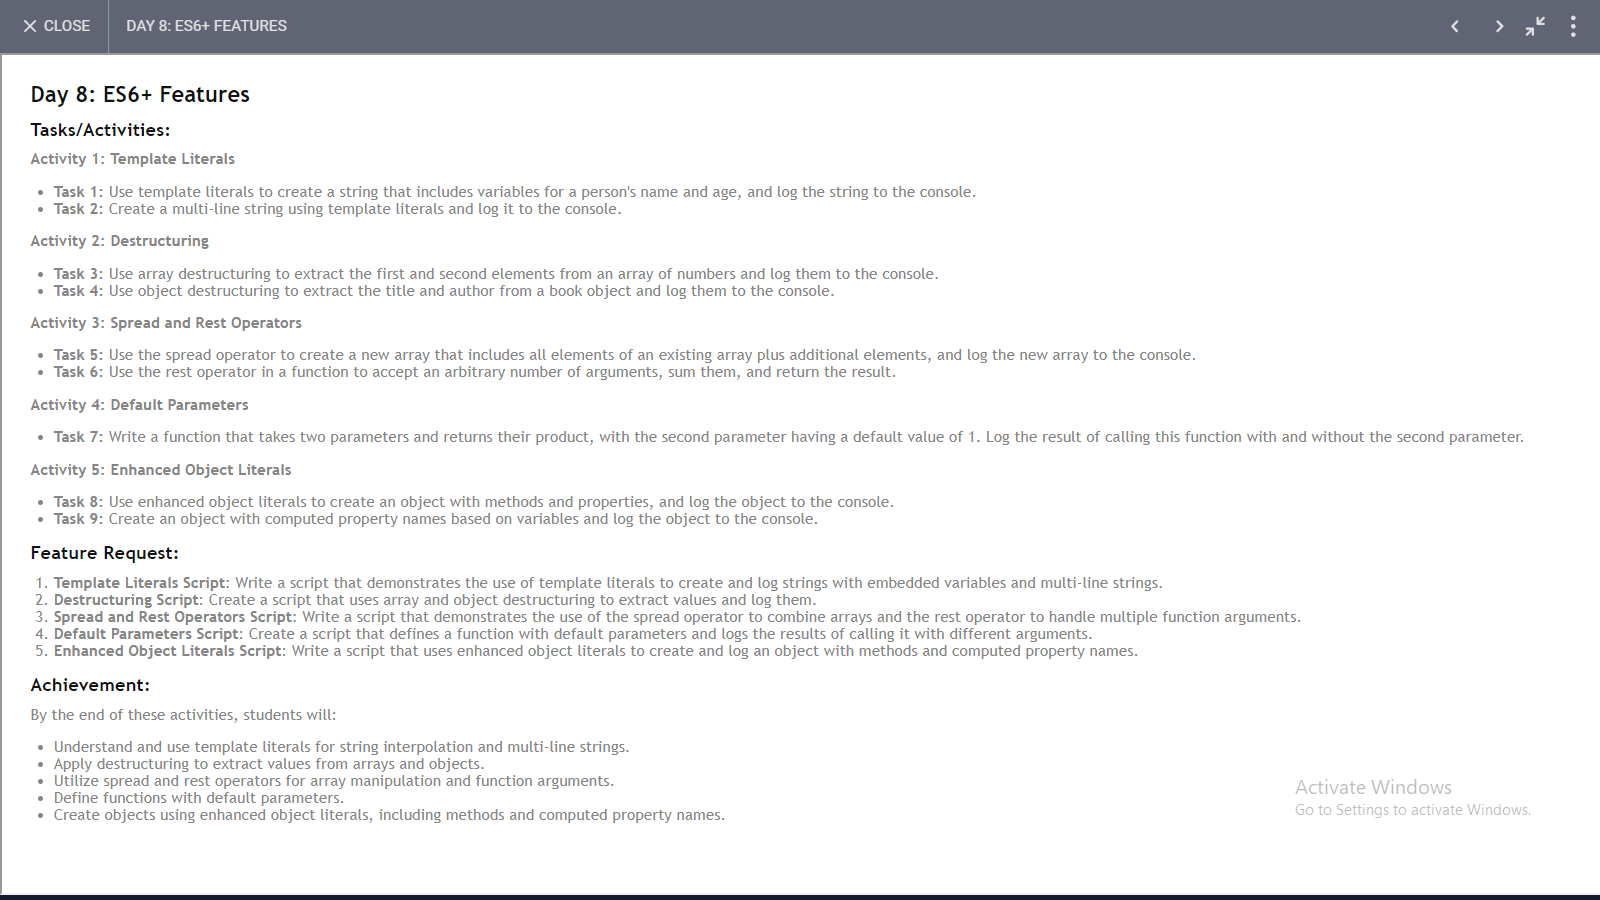 CLOSE
DAY 8: ES6+ FEATURES
Day 8: ES6+ Features
Tasks/Activities:
Activity 1: Template Literals
• Task 1: Use template literals to create a string that includes variables for a person's name and age, and log the string to the console.
• Task 2: Create a multi-line string using template literals and log it to the console.
Activity 2: Destructuring
• Task 3: Use array destructuring to extract the first and second elements from an array of numbers and log them to the console.
• Task 4: Use object destructuring to extract the title and author from a book object and log them to the console.
Activity 3: Spread and Rest Operators
• Task 5: Use the spread operator to create a new array that includes all elements of an existing array plus additional elements, and log the new array to the console.
• Task 6: Use the rest operator in a function to accept an arbitrary number of arguments, sum them, and return the result.
Activity 4: Default Parameters
• Task 7: Write a function that takes two parameters and returns their product, with the second parameter having a default value of 1. Log the result of calling this function with and without the second parameter.
Activity 5: Enhanced Object Literals
• Task 8: Use enhanced object literals to create an object with methods and properties, and log the object to the console.
• Task 9: Create an object with computed property names based on variables and log the object to the console.
Feature Request:
1. Template Literals Script: Write a script that demonstrates the use of template literals to create and log strings with embedded variables and multi-line strings.
2. Destructuring Script: Create a script that uses array and object destructuring to extract values and log them.
3. Spread and Rest Operators Script: Write a script that demonstrates the use of the spread operator to combine arrays and the rest operator to handle multiple function arguments.
4. Default Parameters Script: Create a script that defines a function with default parameters and logs the results of calling it with different arguments.
5. Enhanced Object Literals Script: Write a script that uses enhanced object literals to create and log an object with methods and computed property names.
Achievement:
By the end of these activities, students will:
• Understand and use template literals for string interpolation and multi-line strings.
• Apply destructuring to extract values from arrays and objects.
• Utilize spread and rest operators for array manipulation and function arguments.
• Define functions with default parameters.
• Create objects using enhanced object literals, including methods and computed property names.
Activate Windows
Go to Settings to activate Windows.